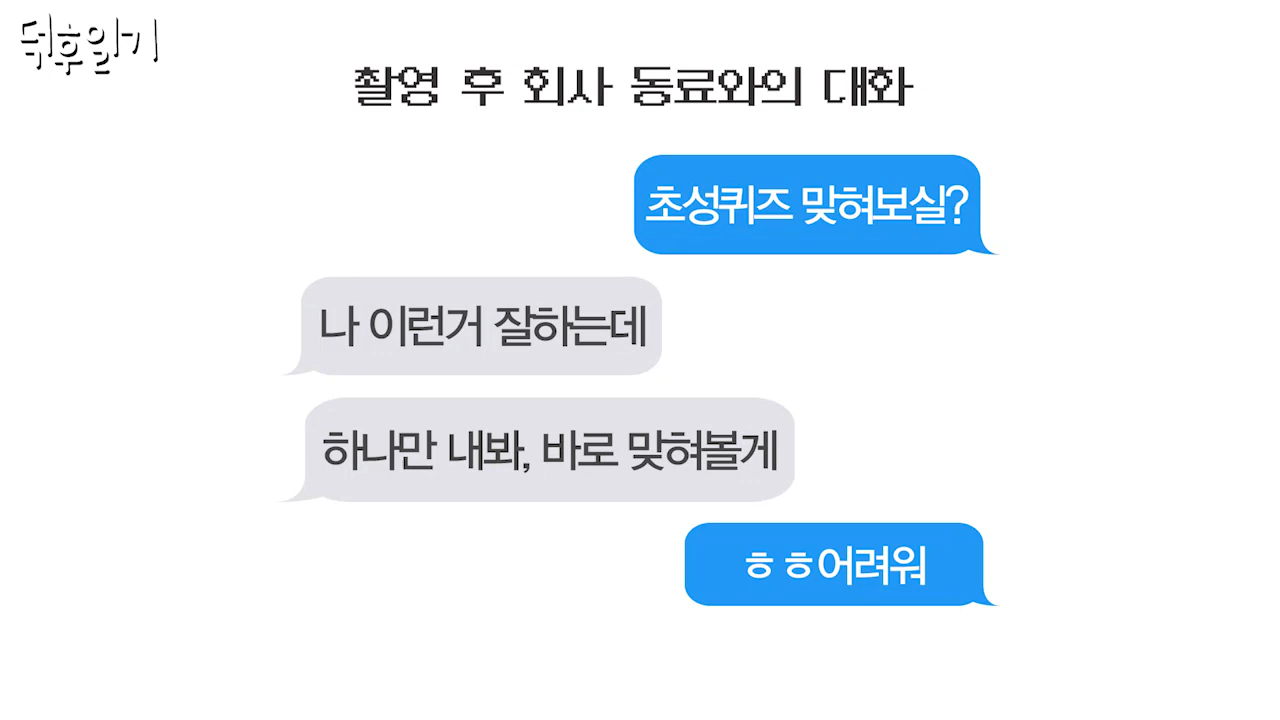 덕후일기
촬영 후 회사 동료와의 대화
초성퀴즈 맞혀보실?
나 이런거 잘하는데
하나만 내봐, 바로 맞혀볼게
ㅎㅎ어려워